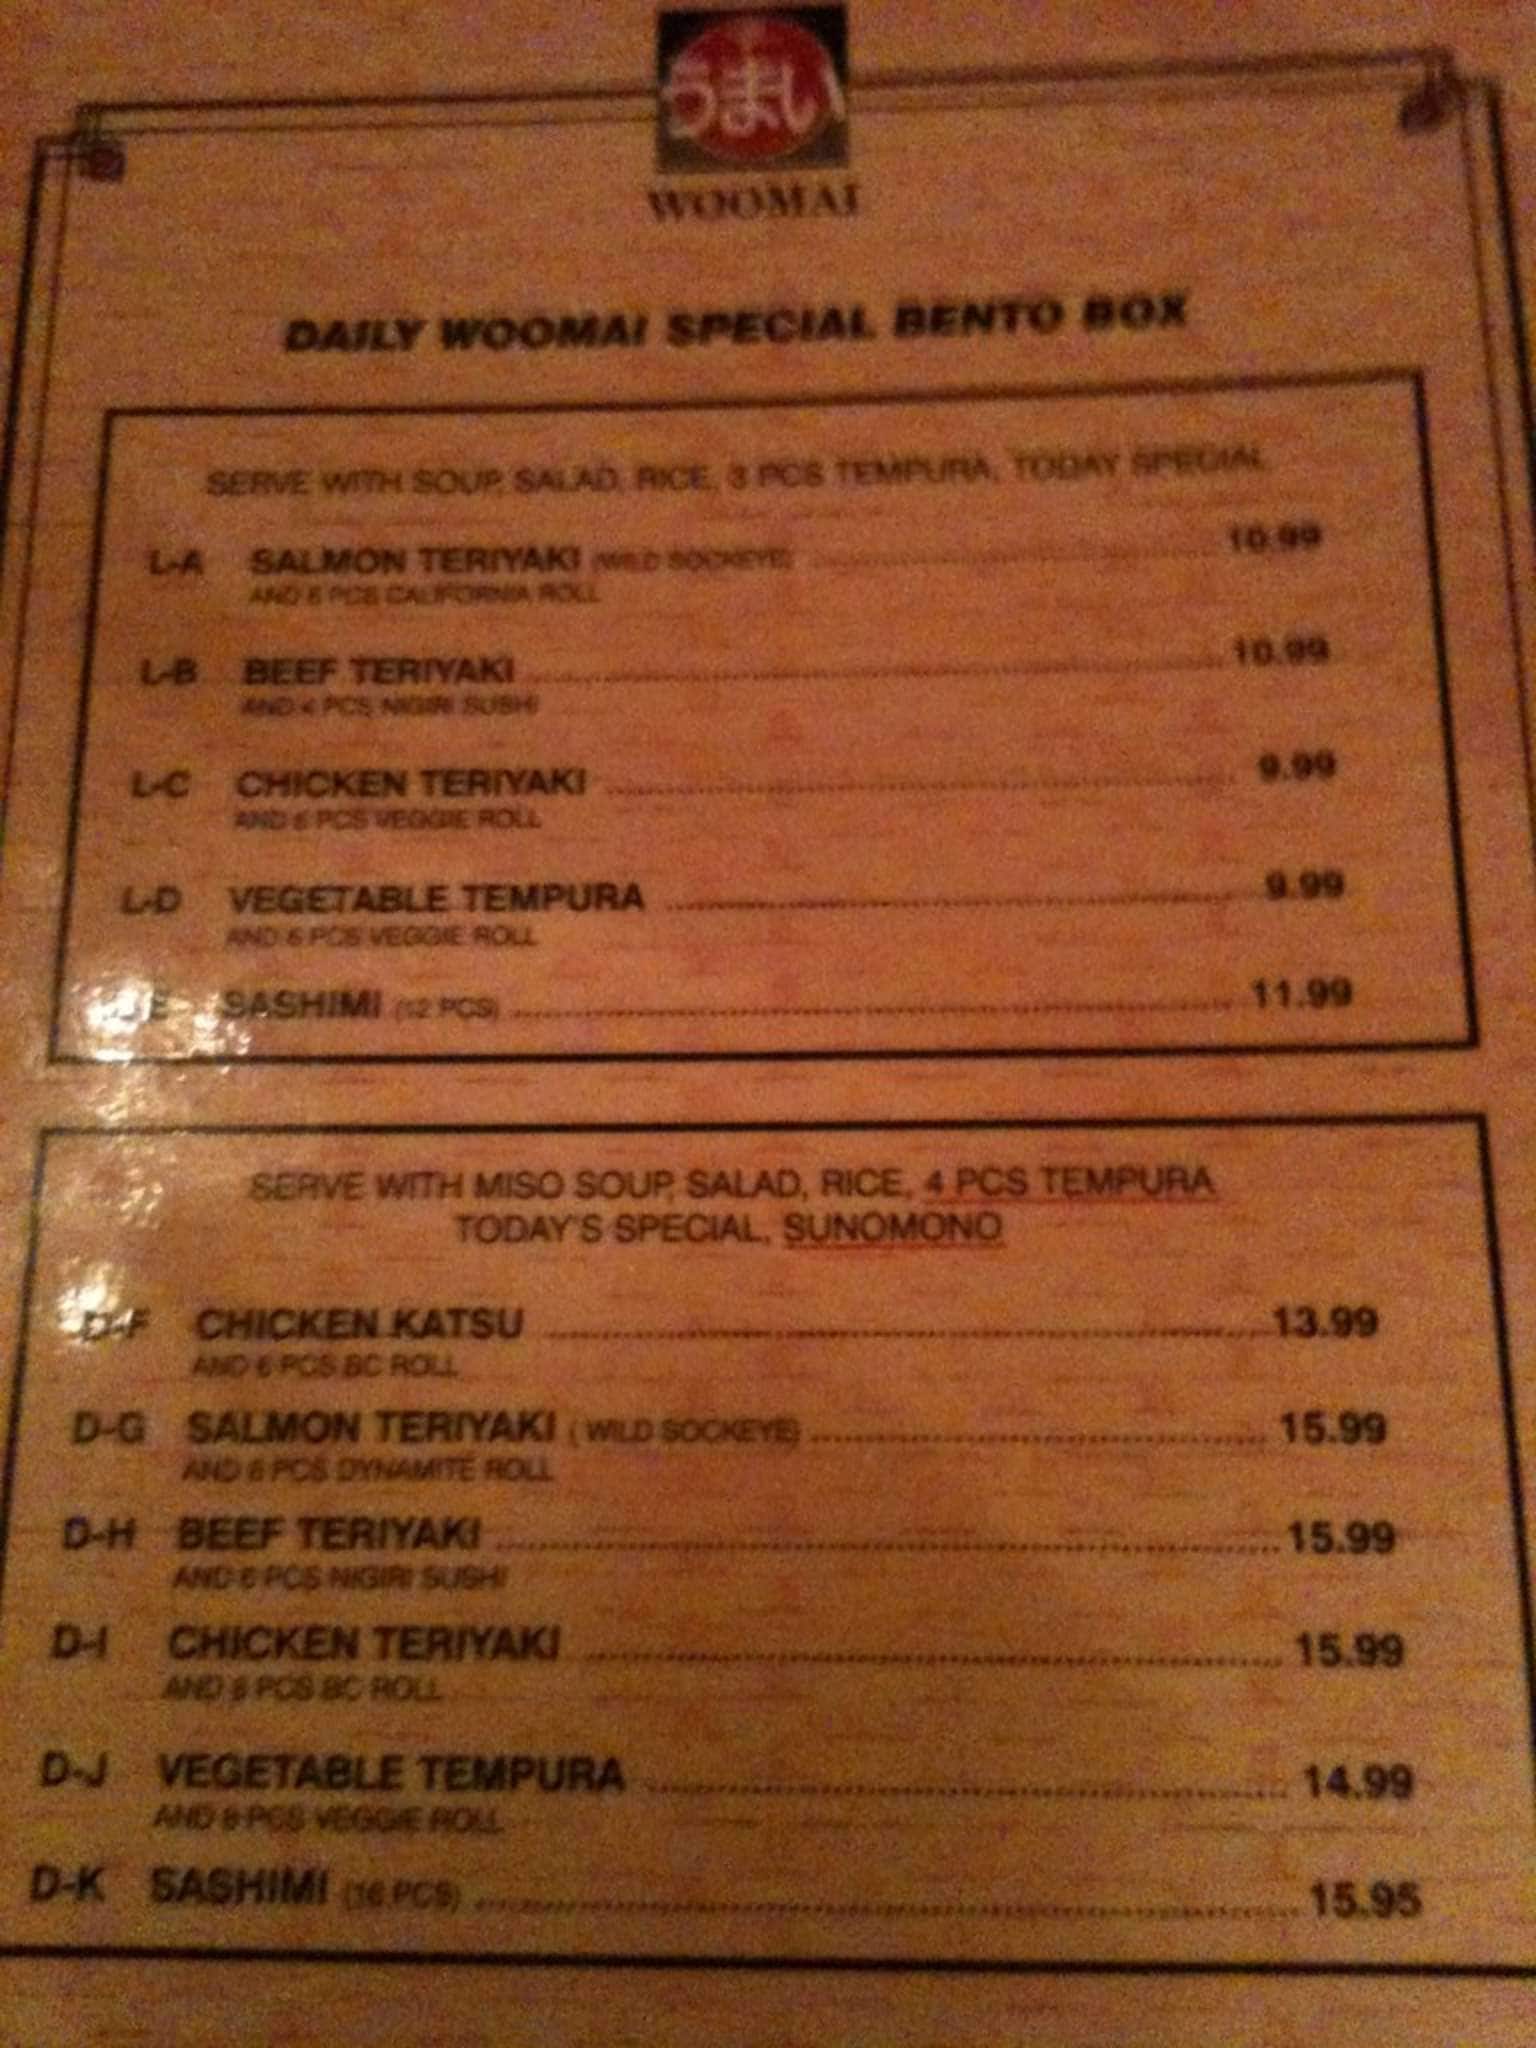 うまい
WOOMAI
DAILY WOOMAI SPECIAL BENTO BOX
SERVE WITH SOUP, SALAD, RICE, 3 PCS TEMPURA, TODAY SPECIAL
L-A SALMON TERIYAKI (WILD SOCKEYE) 10.99
AND 6 PCS CALIFORNIA ROLL
L-B BEEF TERIYAKI 10.99
AND 4 PCS NIGIRI SUSHI
L-C CHICKEN TERIYAKI 9.99
AND 6 PCS VEGGIE ROLL
L-D VEGETABLE TEMPURA 9.99
AND 6 PCS VEGGIE ROLL
L-E SASHIMI (12 PCS) 11.99
SERVE WITH MISO SOUP, SALAD, RICE, 4 PCS TEMPURA
TODAY'S SPECIAL, SUNOMONO
D-F CHICKEN KATSU 13.99
AND 6 PCS BC ROLL
D-G SALMON TERIYAKI ( WILD SOCKEYE) 15.99
AND PCS DYNAMITE ROLL
D-H BEEF TERIYAKI 15.99
AND 6 PCS NIGIRI SUSHI
D-I CHICKEN TERIYAKI 15.99
AND 8 PCS BC ROLL
D-J VEGETABLE TEMPURA 14.99
AND 8 PCS VEGGIE ROLL
D-K SASHIMI (16 PCS) 15.95